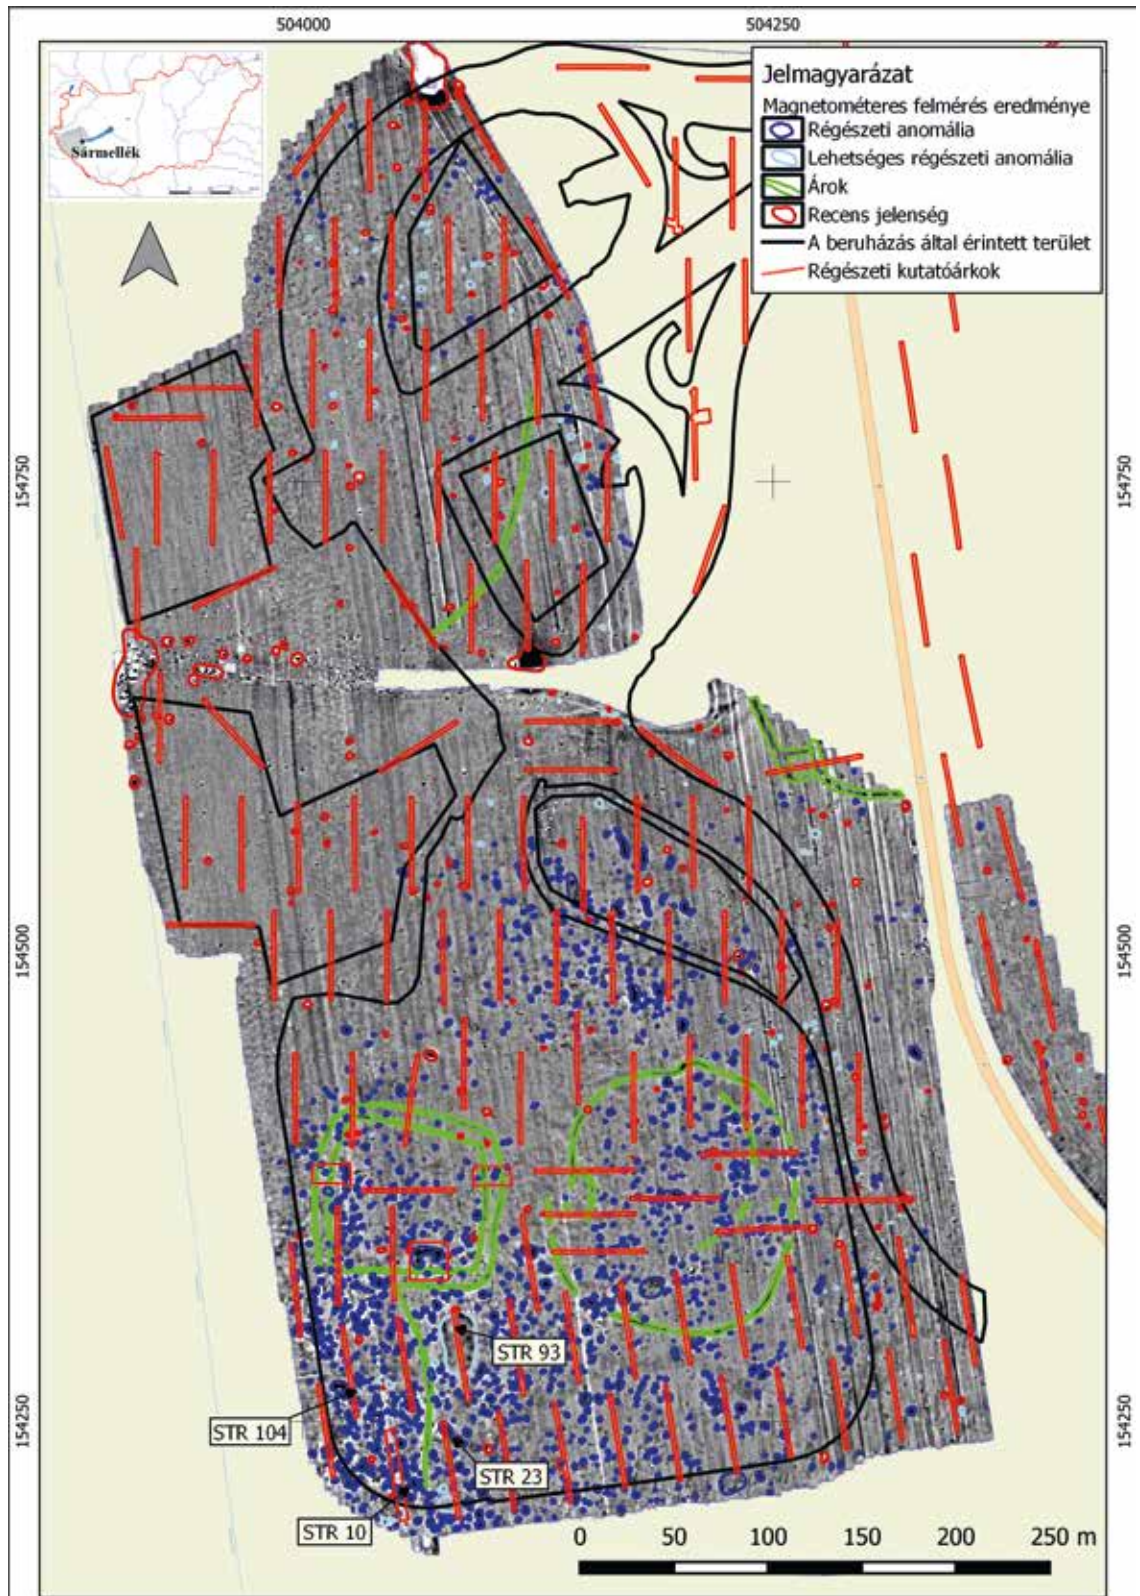 504000
504250
Sármellék
Jelmagyarázat
Magnetométeres felmérés eredménye
Régészeti anomália
Lehetséges régészeti anomália
Árok
Recens jelenség
A beruházás által érintett terület
Régészeti kutatóárkok
154750
154750
154500
154500
STR 93
154250
154250
STR 104
STR 23
STR 10
0 50 100 150 200 250 m